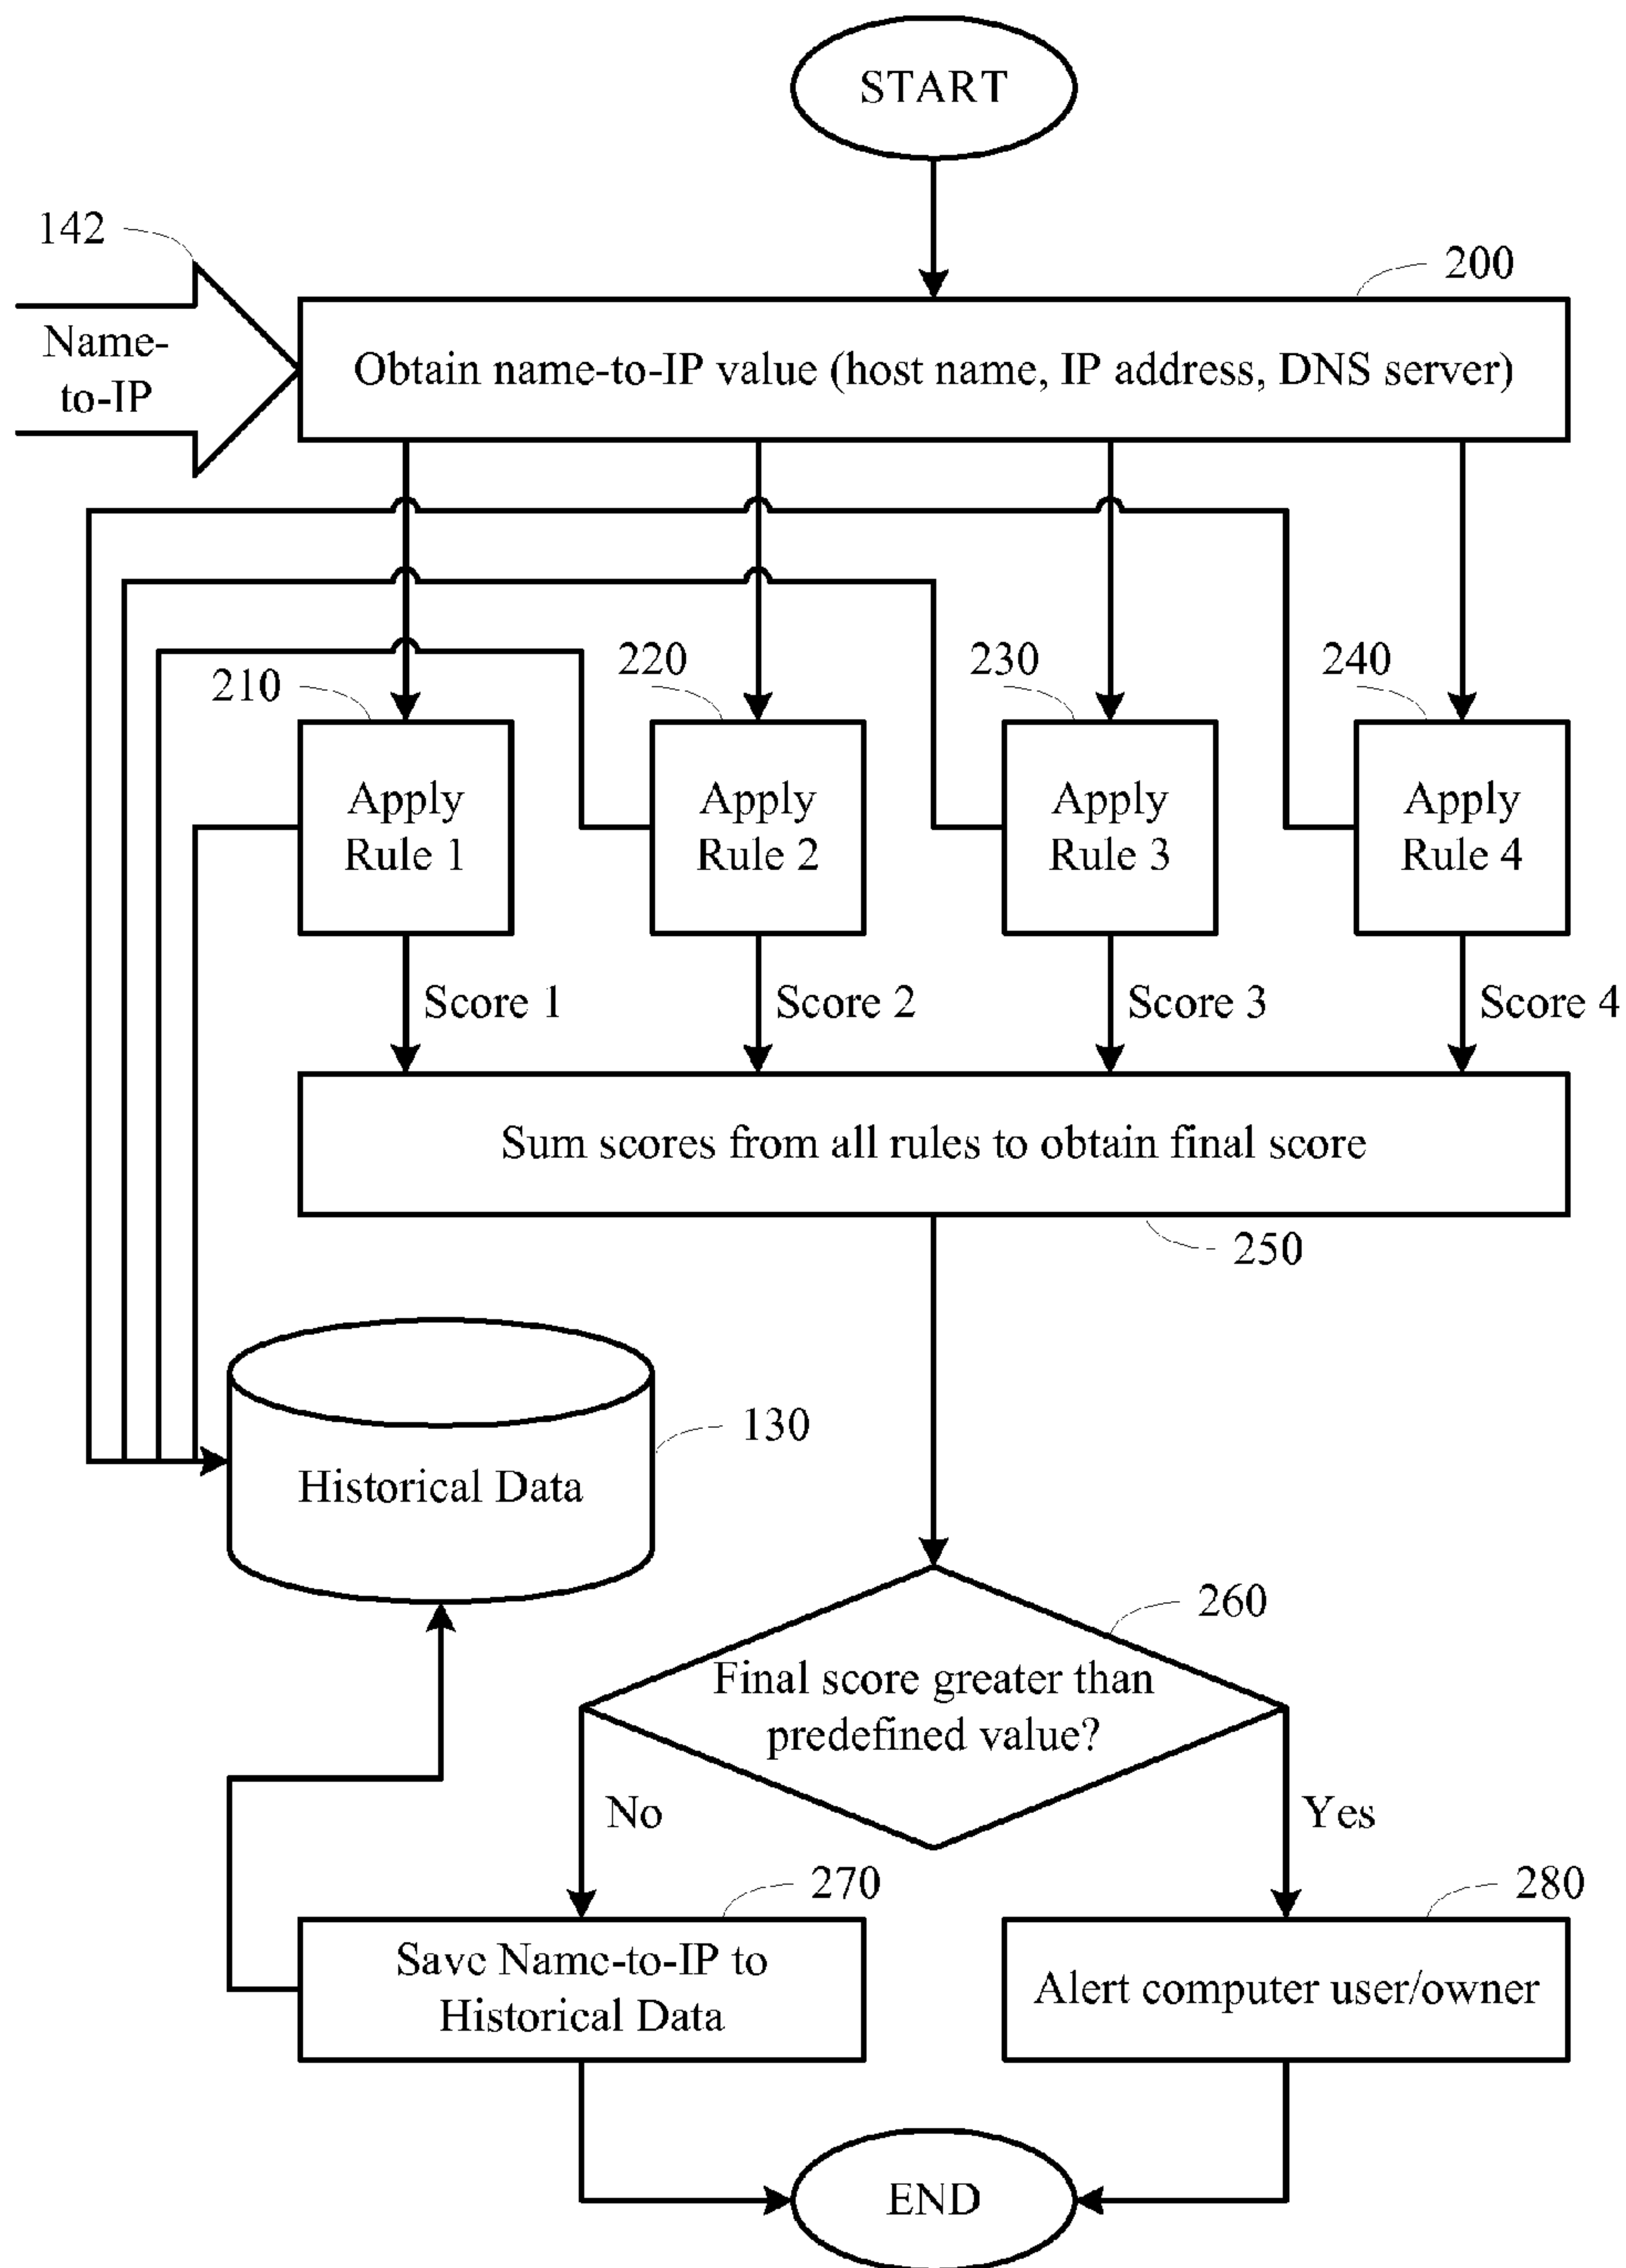 START
142
200
Name-
to-IP
Obtain name-to-IP value (host name, IP address, DNS server)
210
220
230
240
Apply
Rule 1
Apply
Rule 2
Apply
Rule 3
Apply
Rule 4
Score 1
Score 2
Score 3
Score 4
Sum scores from all rules to obtain final score
250
130
Historical Data
260
Final score greater than
predefined value?
No
Yes
270
280
Save Name-to-IP to
Historical Data
Alert computer user/owner
END